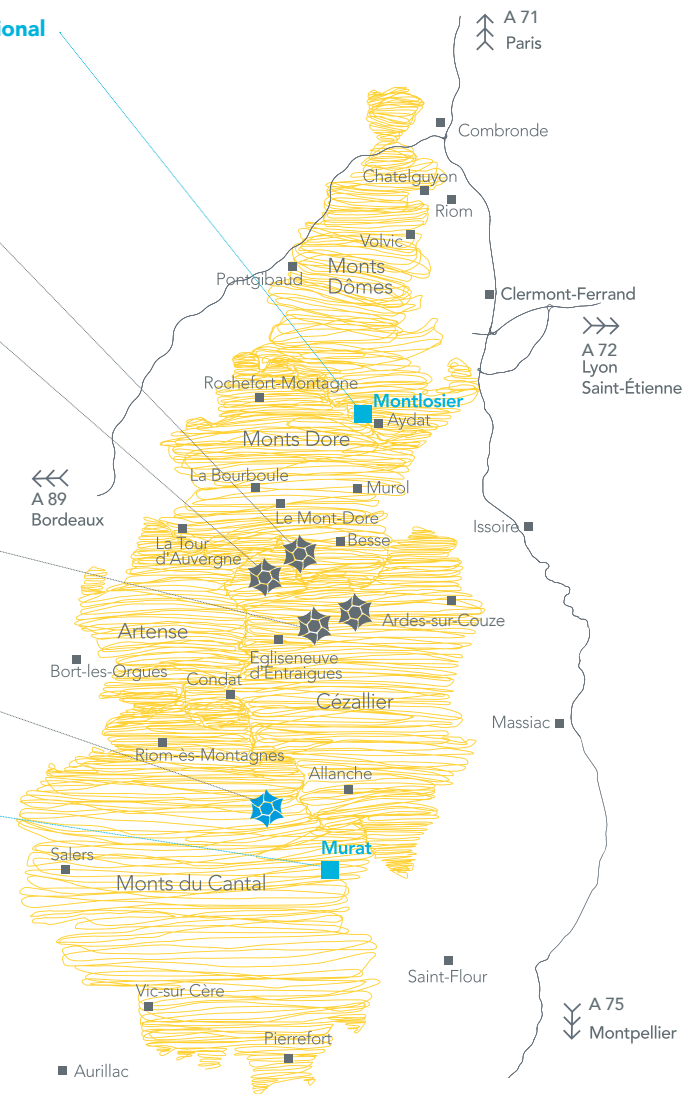 ional
A 71
Paris
Combronde
Chatelguyon
Riom
Volvic
Monts
Dômes
Pontgibaud
Clermont-Ferrand
A 72
Lyon
Saint-Étienne
Rochefort-Montagne
Montlosier
Aydat
Monts Dore
La Bourboule
Murol
A 89
Bordeaux
Le Mont-Dore
Issoire
La Tour
d'Auvergne
Besse
Ardes-sur-Couze
Artense
Egliseneuve
d'Entraigues
Bort-les-Orgues
Condat
Cézallier
Massiac
Riom-ès-Montagnes
Allanche
Murat
Salers
Monts du Cantal
Saint-Flour
Vic-sur Cère
A 75
Montpellier
Pierrefort
Aurillac